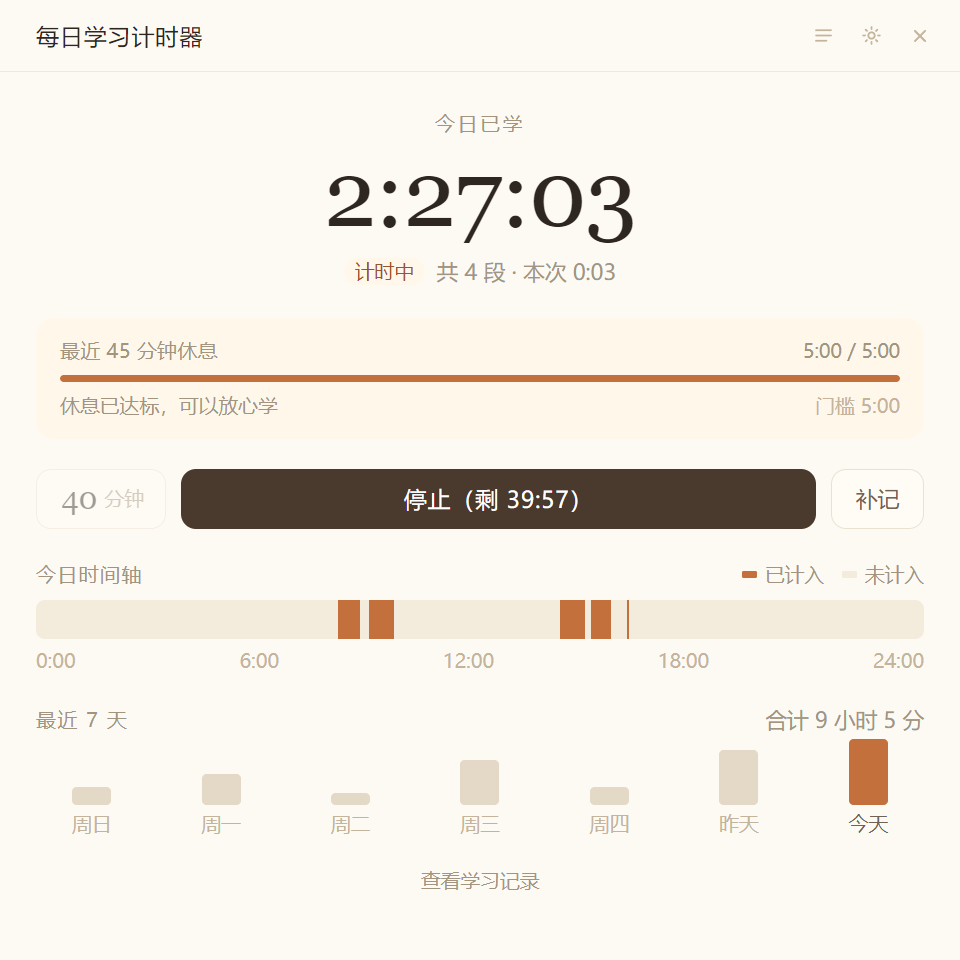 每日学习计时器
今日已学
2:27:03
计时中 共 4 段 · 本次 0:03
最近 45 分钟休息 5:00 / 5:00
休息已达标，可以放心学 门槛 5:00
40 分钟 停止（剩 39:57） 补记
今日时间轴 已计入 未计入
0:00 6:00 12:00 18:00 24:00
最近 7 天 合计 9 小时 5 分
周日 周一 周二 周三 周四 昨天 今天
查看学习记录